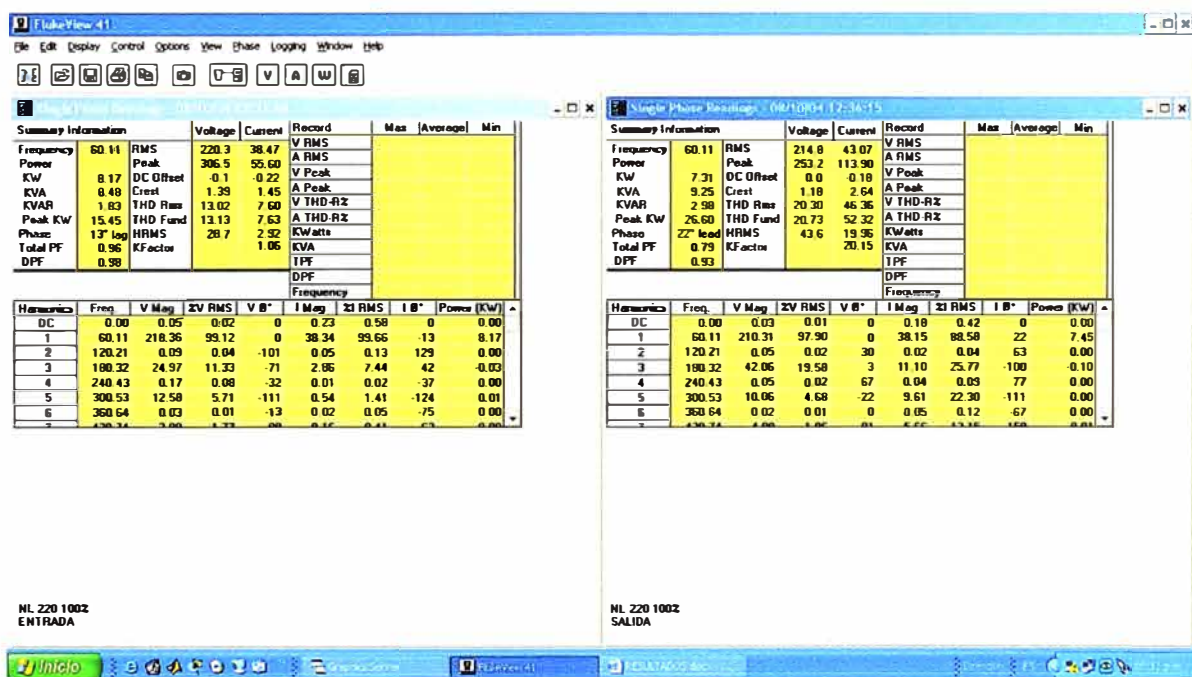 FlukeView 41
File Edit Display Control Options View Phase Logging Window Help
V A W
Single Phase Readings - 08/10/04 12:36:15
Summary Information Voltage Current Record Max Average Min
Frequency 60.11 RMS 220.3 38.47 V RMS
Power Peak 306.5 55.60 A RMS
KW 8.17 DC Offset -0.1 -0.22 V Peak
KVA 8.48 Crest 1.39 1.45 A Peak
KVAR 1.83 THD Rms 13.02 7.60 V THD-R%
Peak KW 15.45 THD Fund 13.13 7.63 A THD-R%
Phase 13° lag HRMS 28.7 2.92 KWatts
Total PF 0.96 KFactor 1.06 KVA
DPF 0.98 TPF
DPF
Frequency
Harmonics Freq. V Mag %V RMS V Ø° I Mag %I RMS I Ø° Power (KW)
DC 0.00 0.05 0.02 0 0.23 0.58 0 0.00
1 60.11 218.36 99.12 0 38.34 99.66 -13 8.17
2 120.21 0.09 0.04 -101 0.05 0.13 129 0.00
3 180.32 24.97 11.33 -71 2.86 7.44 42 -0.03
4 240.43 0.17 0.08 -32 0.01 0.02 -37 0.00
5 300.53 12.58 5.71 -111 0.54 1.41 -124 0.01
6 360.64 0.03 0.01 -13 0.02 0.05 -75 0.00
Summary Information Voltage Current Record Max Average Min
Frequency 60.11 RMS 214.8 43.07 V RMS
Power Peak 253.2 113.90 A RMS
KW 7.31 DC Offset 0.0 -0.18 V Peak
KVA 9.25 Crest 1.18 2.64 A Peak
KVAR 2.98 THD Rms 20.30 46.36 V THD-R%
Peak KW 26.60 THD Fund 20.73 52.32 A THD-R%
Phase 22° lead HRMS 43.6 19.96 KWatts
Total PF 0.79 KFactor 20.15 KVA
DPF 0.93 TPF
DPF
Frequency
Harmonics Freq. V Mag %V RMS V Ø° I Mag %I RMS I Ø° Power (KW)
DC 0.00 0.03 0.01 0 0.18 0.42 0 0.00
1 60.11 210.31 97.90 0 38.15 88.58 22 7.45
2 120.21 0.05 0.02 30 0.02 0.04 63 0.00
3 180.32 42.06 19.58 3 11.10 25.77 -100 -0.10
4 240.43 0.05 0.02 67 0.04 0.09 77 0.00
5 300.53 10.06 4.68 -22 9.61 22.30 -111 0.00
6 360.64 0.02 0.01 0 0.05 0.12 -67 0.00
NL 220 100%
ENTRADA
NL 220 100%
SALIDA
Inicio FlukeView 41 RESULTADOS.doc